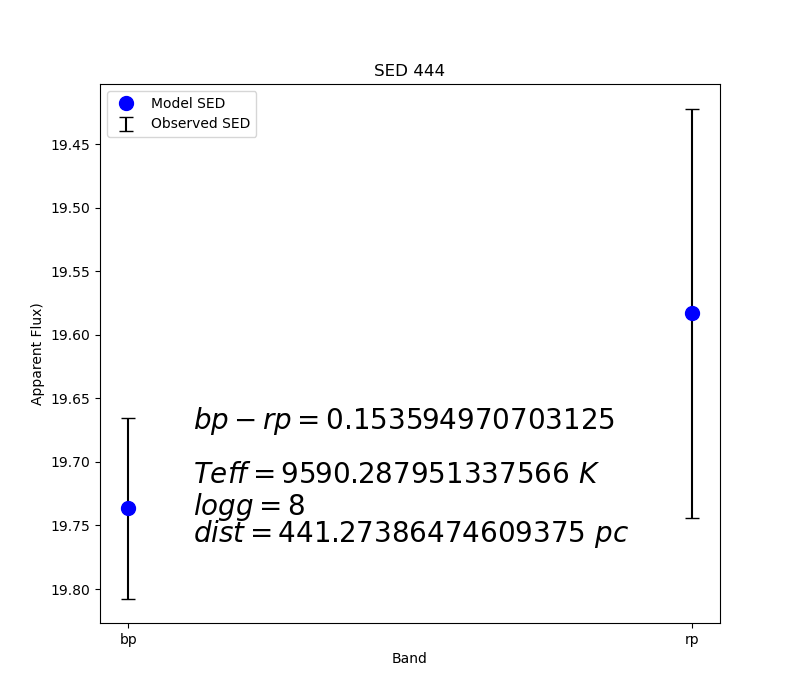 SED 444
Model SED
Observed SED
19.45
19.50
19.55
19.60
19.65
19.70
19.75
19.80
Apparent Flux)
bp − rp = 0.153594970703125
Teff = 9590.287951337566 K
logg = 8
dist = 441.27386474609375 pc
bp
rp
Band